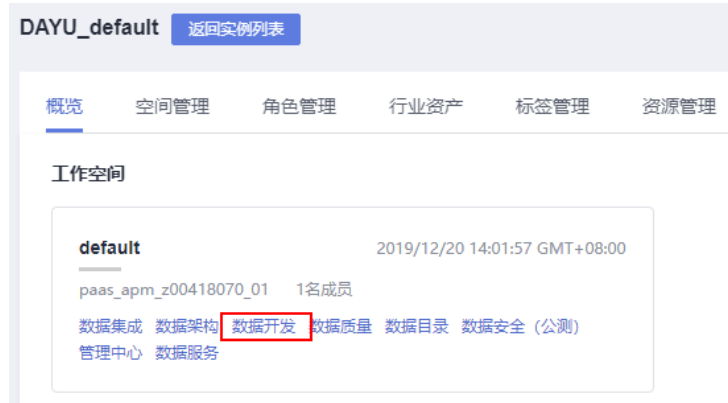 DAYU_default 返回实例列表
概览 空间管理 角色管理 行业资产 标签管理 资源管理
工作空间
default 2019/12/20 14:01:57 GMT+08:00
paas_apm_z00418070_01 1名成员
数据集成 数据架构 数据开发 数据质量 数据目录 数据安全（公测）
管理中心 数据服务